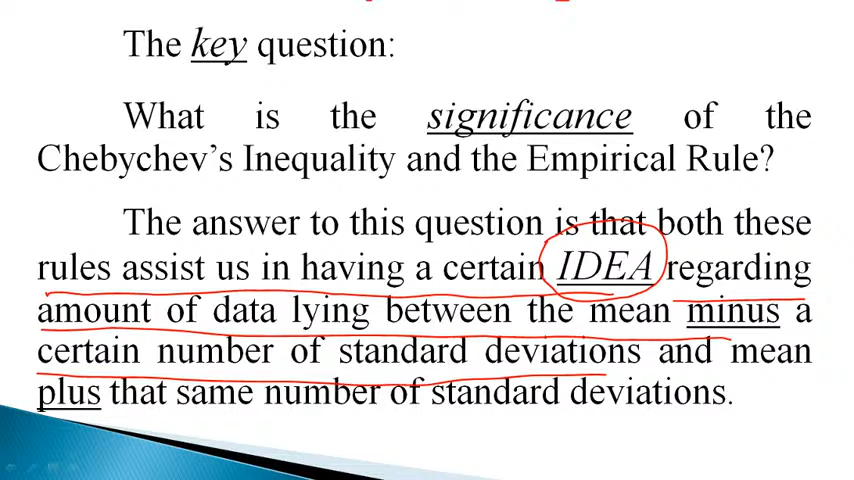 The key question:
What is the significance of the
Chebychev's Inequality and the Empirical Rule?
The answer to this question is that both these
rules assist us in having a certain IDEA regarding
amount of data lying between the mean minus a
certain number of standard deviations and mean
plus that same number of standard deviations.